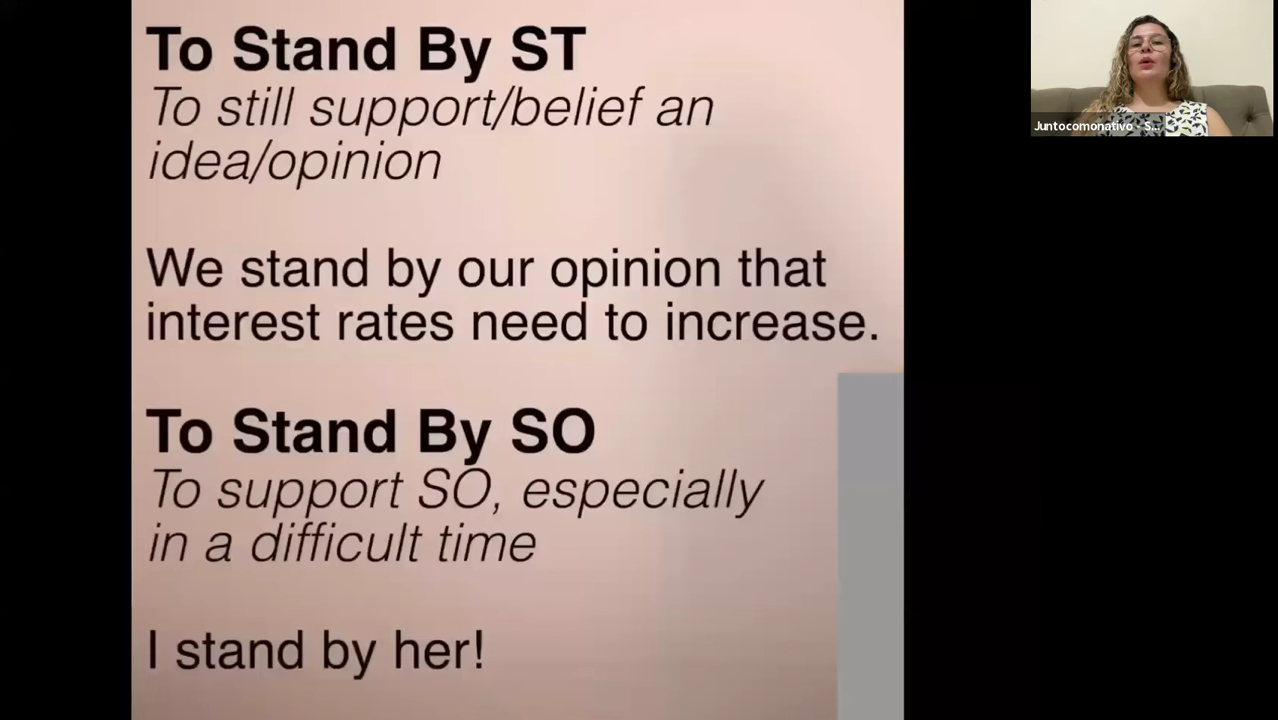 To Stand By ST
To still support/belief an
idea/opinion
We stand by our opinion that
interest rates need to increase.
To Stand By SO
To support SO, especially
in a difficult time
I stand by her!
Juntocomonativo - S...